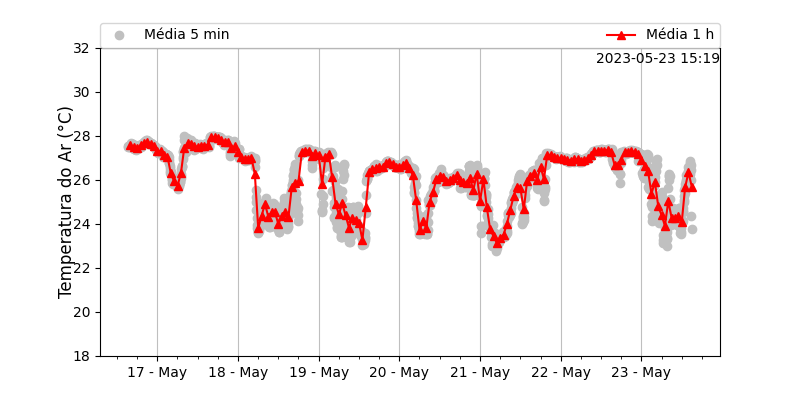 Média 5 min
Média 1 h
2023-05-23 15:19
Temperatura do Ar (°C)
32
30
28
26
24
22
20
18
17 - May
18 - May
19 - May
20 - May
21 - May
22 - May
23 - May